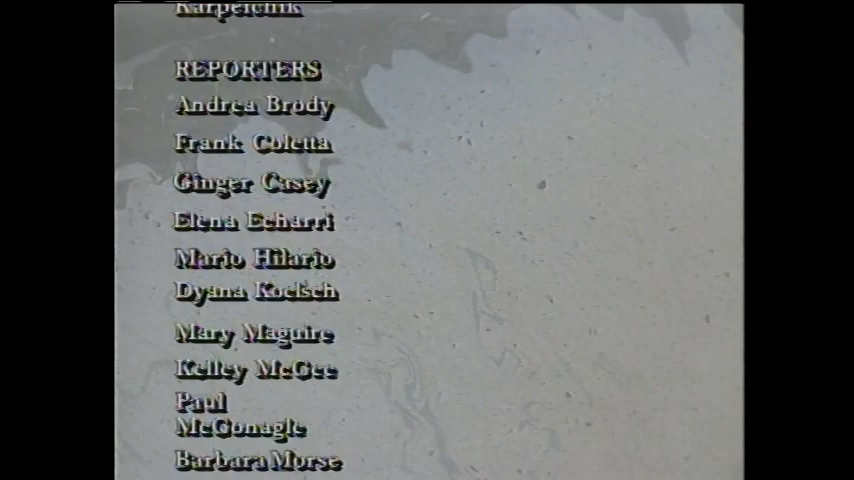 Karpelchik
REPORTERS
Andrea Brody
Frank Coletta
Ginger Casey
Elena Echarri
Mario Hilario
Dyana Koelsch
Mary Maguire
Kelley McGee
Paul
McGonagle
Barbara Morse